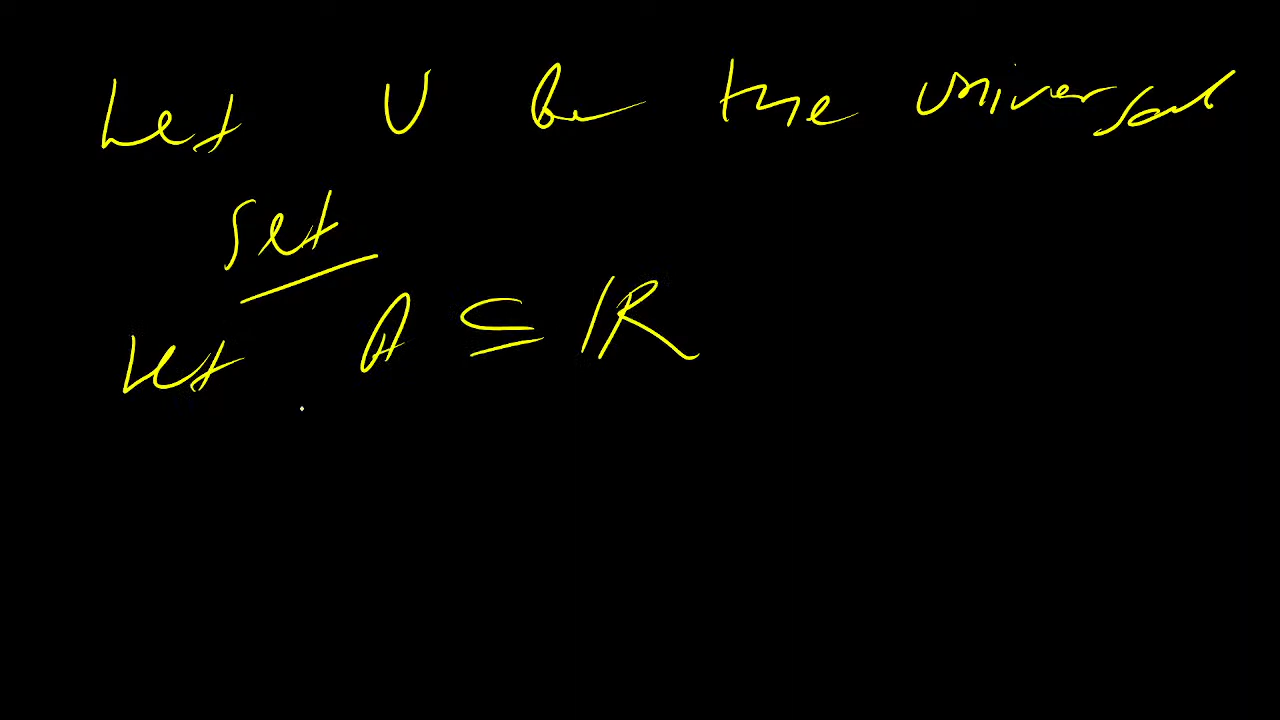 Let U be the universal
set
Let A ⊆ ℝ